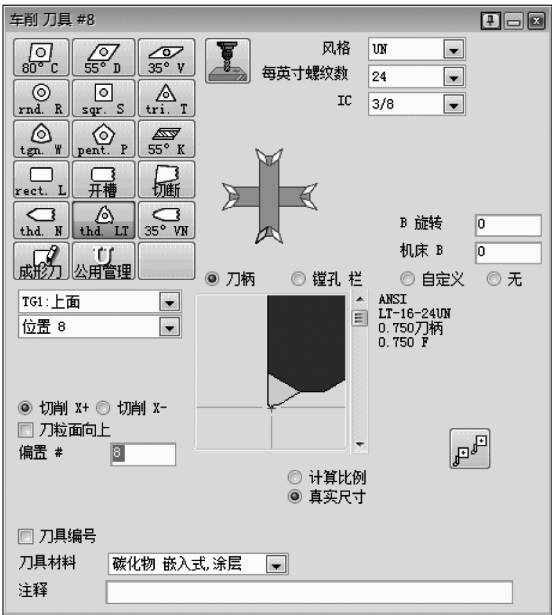 车削 刀具 #8
80° C 55° D 35° V
rnd. R sqr. S tri. T
tgn. W pent. P 55° K
rect. L 开槽 切断
thd. N thd. LT 35° VN
成形刀 公用管理
风格 UN
每英寸螺纹数 24
IC 3/8
B 旋转 0
机床 B 0
刀柄 镗孔 栏 自定义 无
TG1:上面
位置 8
ANSI
LT-16-24UN
0.750刀柄
0.750 F
切削 X+ 切削 X-
刀粒面向上
偏置 # 8
计算比例
真实尺寸
刀具编号
刀具材料 碳化物 嵌入式,涂层
注释